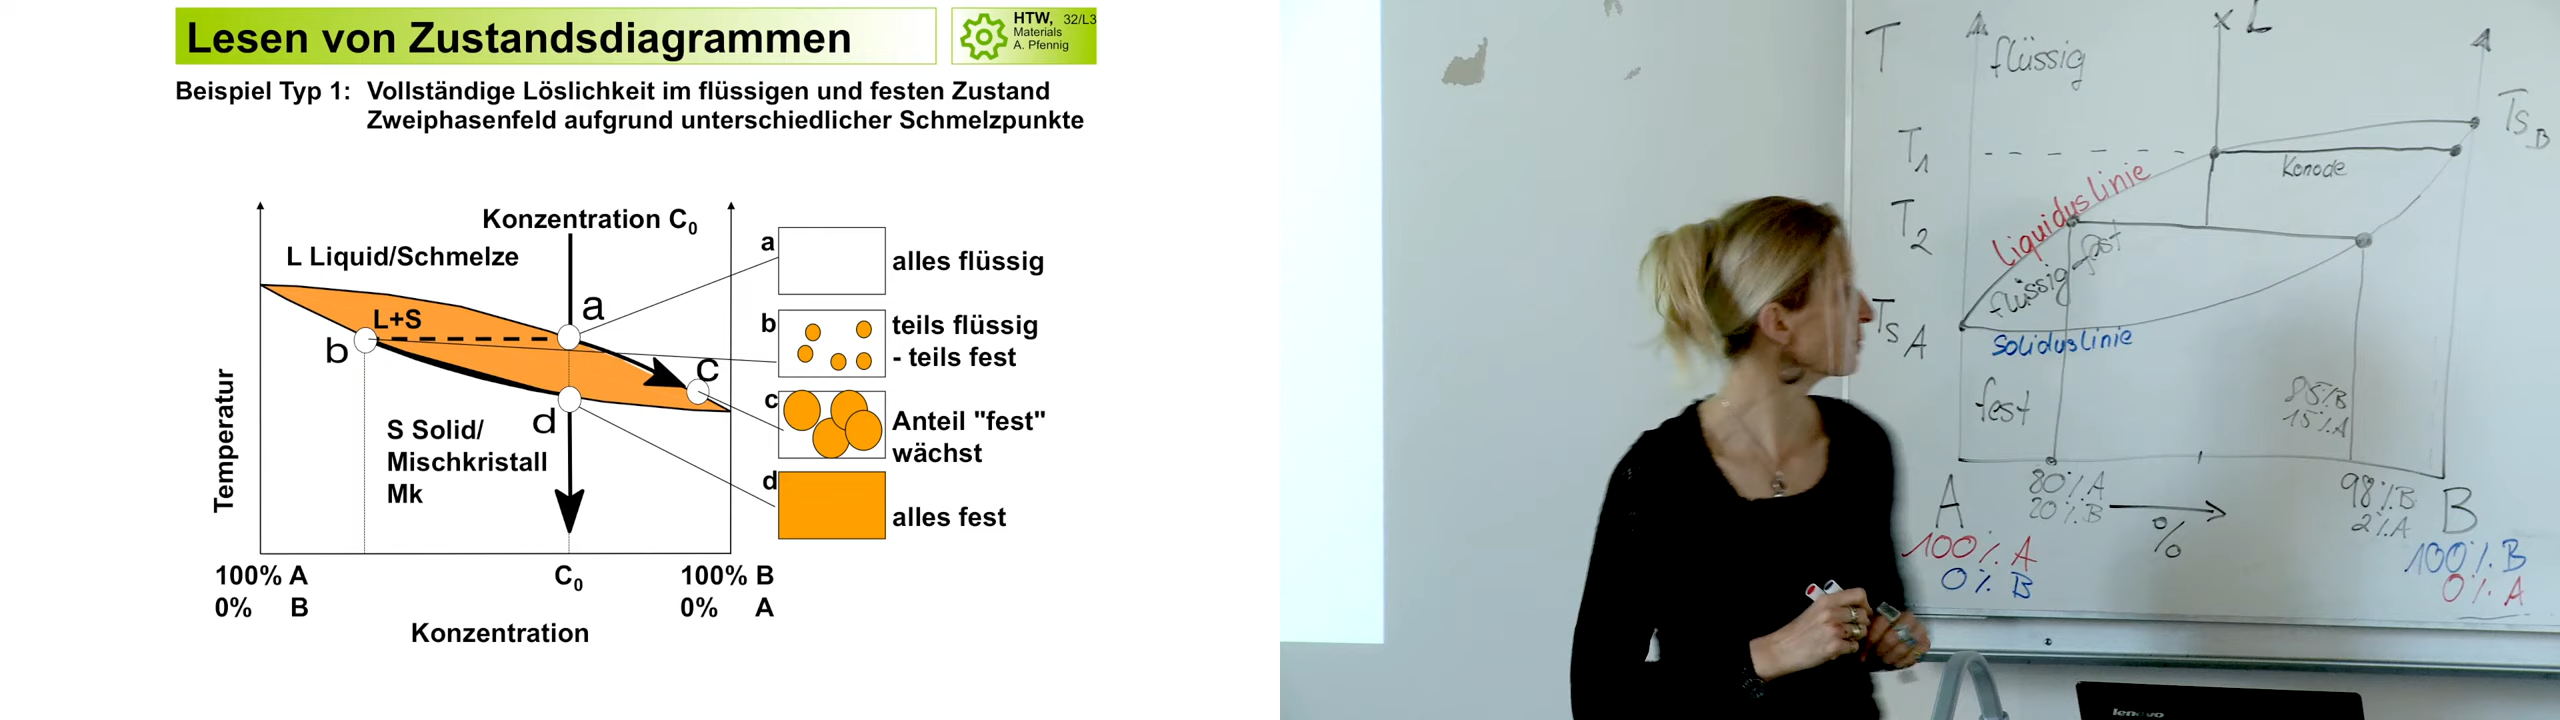 Lesen von Zustandsdiagrammen
HTW, 32/L3
Materials
A. Pfennig
Beispiel Typ 1: Vollständige Löslichkeit im flüssigen und festen Zustand
Zweiphasenfeld aufgrund unterschiedlicher Schmelzpunkte
Konzentration C₀
L Liquid/Schmelze
a
L+S
b
c
d
S Solid/
Mischkristall
Mk
Temperatur
100% A
0% B
C₀
100% B
0% A
Konzentration
a alles flüssig
b teils flüssig
- teils fest
c Anteil "fest"
wächst
d alles fest
T
flüssig
x L
T₁
Konode
TsB
Liquiduslinie
T₂
flüssig-fest
TsA
Soliduslinie
fest
85%B
15%A
A
80%A
20%B
%
98%B
2%A
B
100% A
0% B
100% B
0% A
lenovo